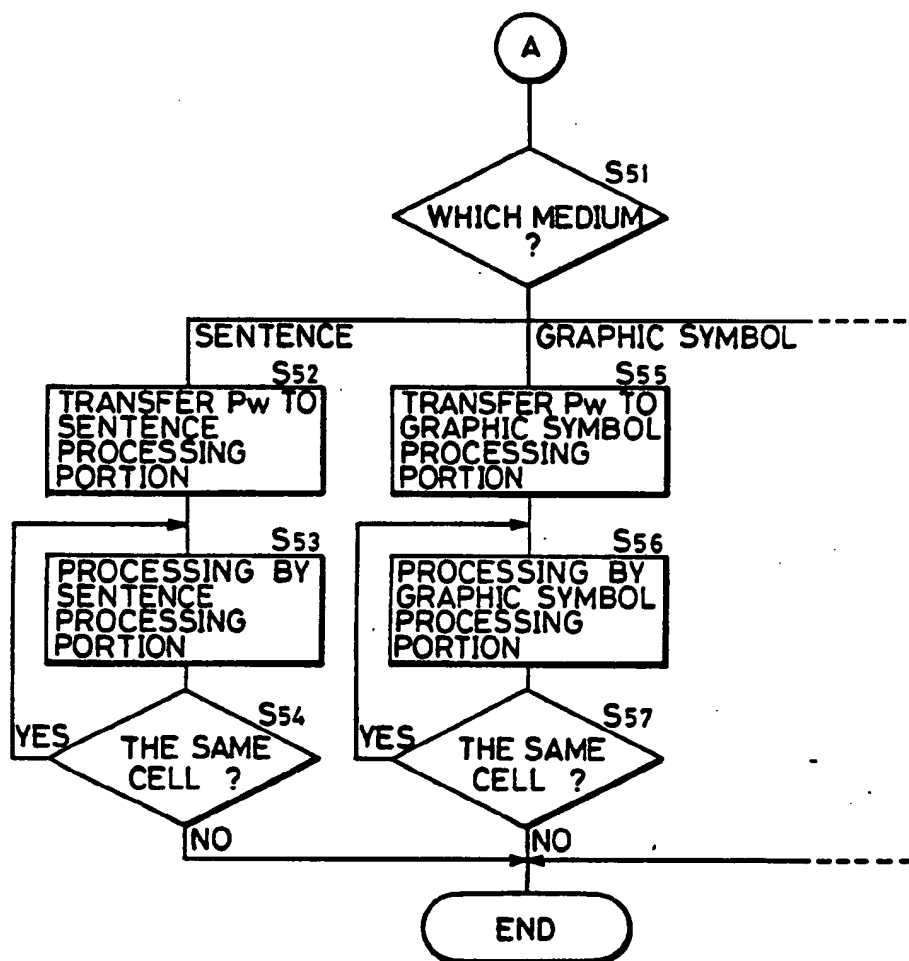 A
S51
WHICH MEDIUM
?
SENTENCE
GRAPHIC SYMBOL
S52
TRANSFER Pw TO
SENTENCE
PROCESSING
PORTION
S55
TRANSFER Pw TO
GRAPHIC SYMBOL
PROCESSING
PORTION
S53
PROCESSING BY
SENTENCE
PROCESSING
PORTION
S56
PROCESSING BY
GRAPHIC SYMBOL
PROCESSING
PORTION
S54
YES
THE SAME
CELL ?
NO
S57
YES
THE SAME
CELL ?
NO
END